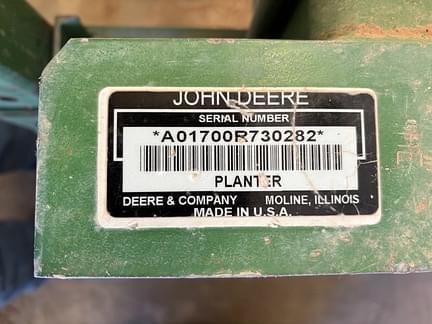 JOHN DEERE
SERIAL NUMBER
*A01700R730282*
PLANTER
DEERE & COMPANY MOLINE, ILLINOIS
MADE IN U.S.A.